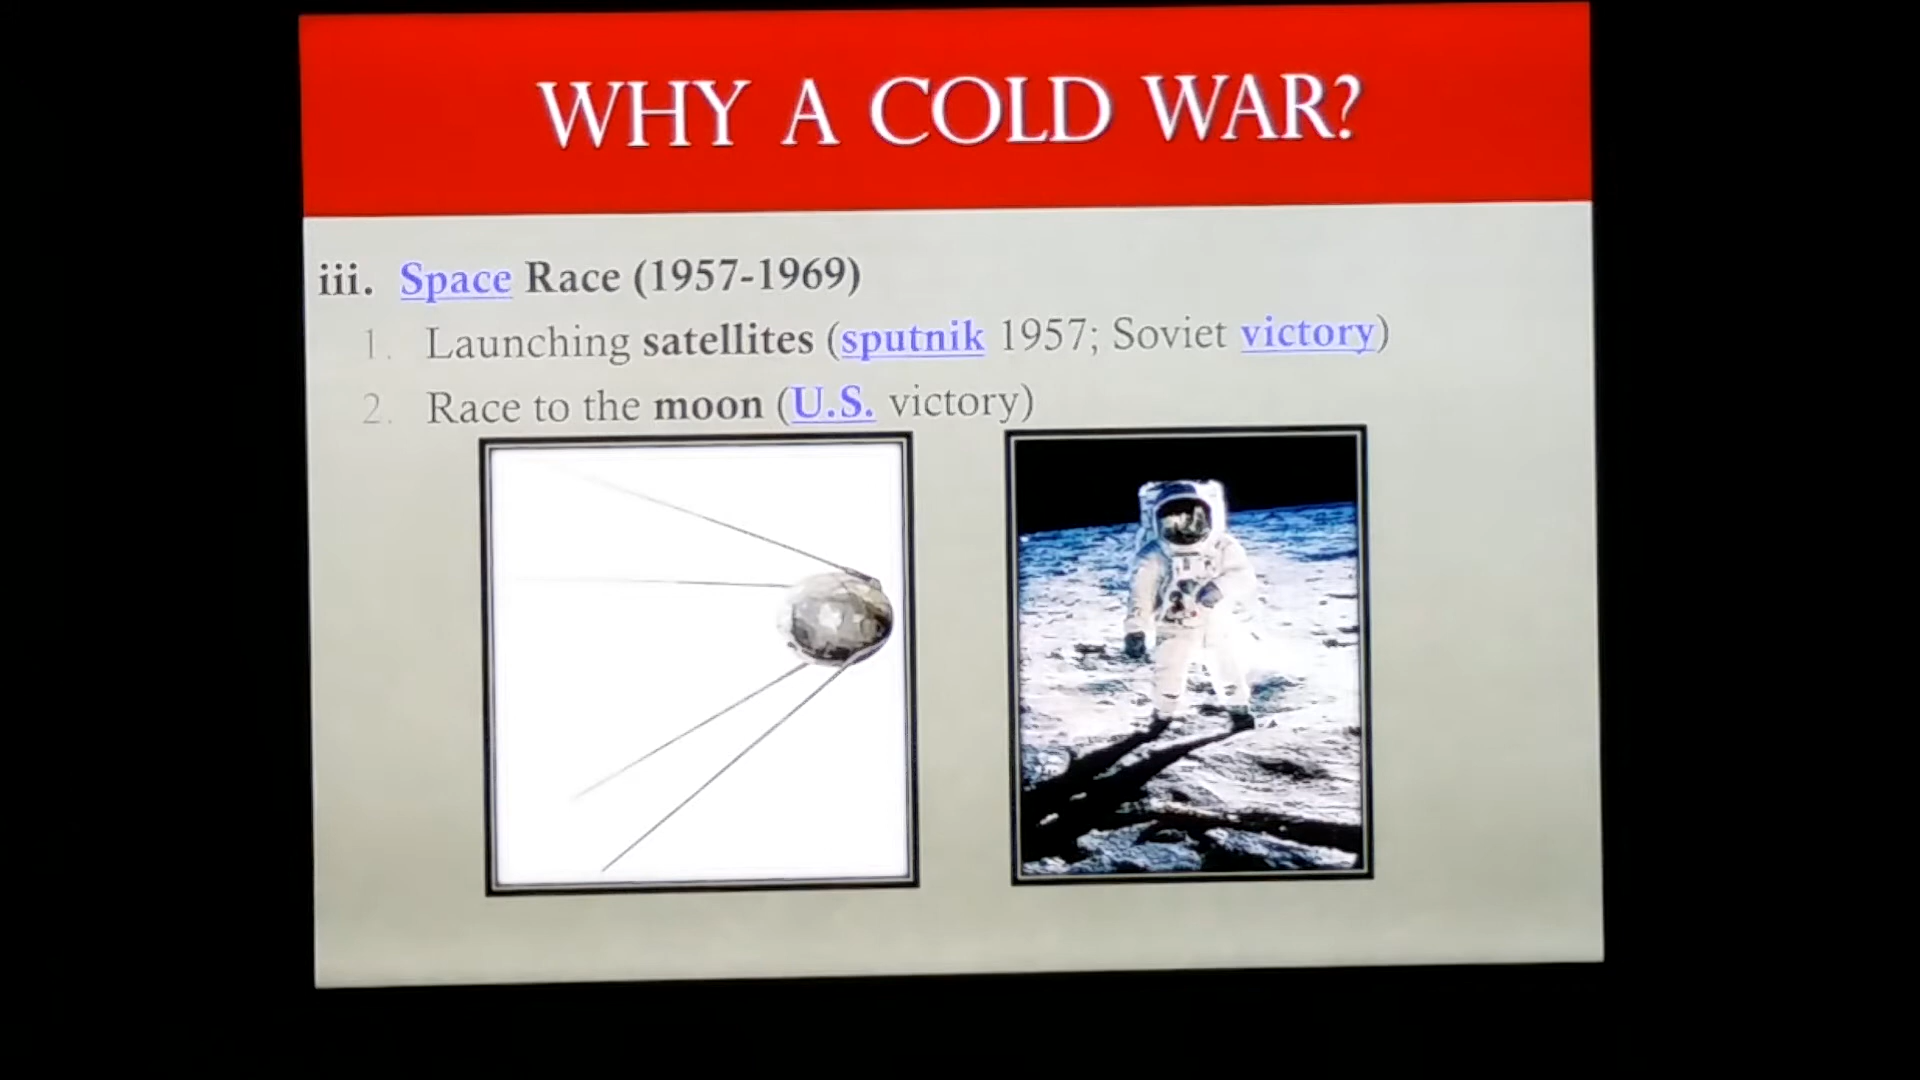 WHY A COLD WAR?
iii. Space Race (1957-1969)
1. Launching satellites (sputnik 1957; Soviet victory)
2. Race to the moon (U.S. victory)